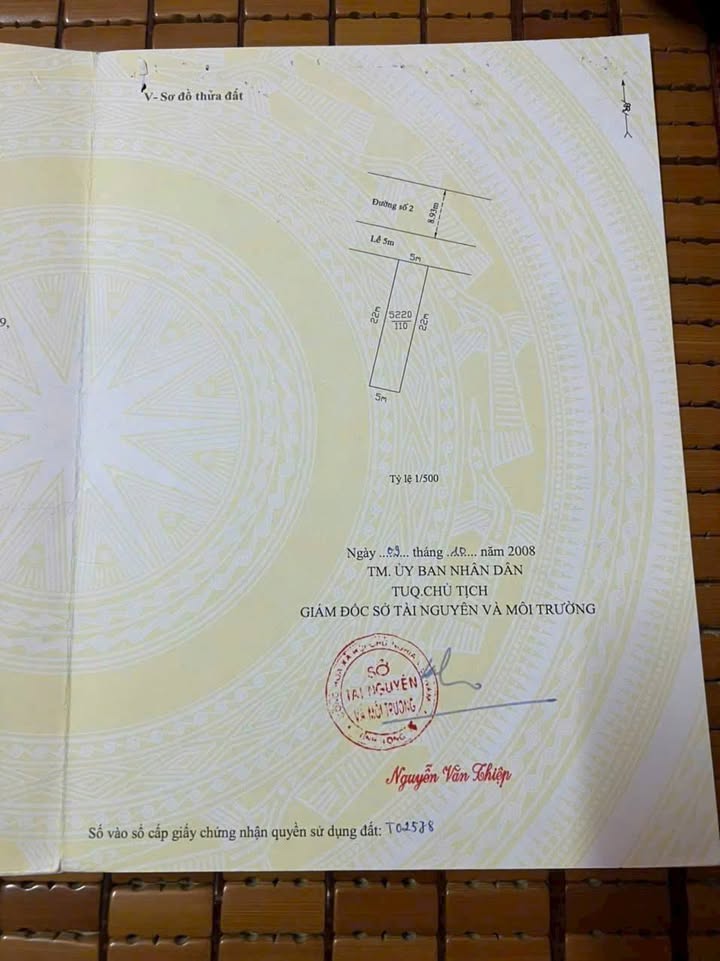 V- Sơ đồ thửa đất
Đường số 2
8.93m
Lề 5m
5m
22m
5220
110
22m
5m
Tỷ lệ 1/500
Ngày ...09... tháng .10.... năm 2008
TM. ỦY BAN NHÂN DÂN
TUQ.CHỦ TỊCH
GIÁM ĐỐC SỞ TÀI NGUYÊN VÀ MÔI TRƯỜNG
SỞ
TÀI NGUYÊN
VÀ MÔI TRƯỜNG
Nguyễn Văn Thiệp
Số vào sổ cấp giấy chứng nhận quyền sử dụng đất: T02578
9,